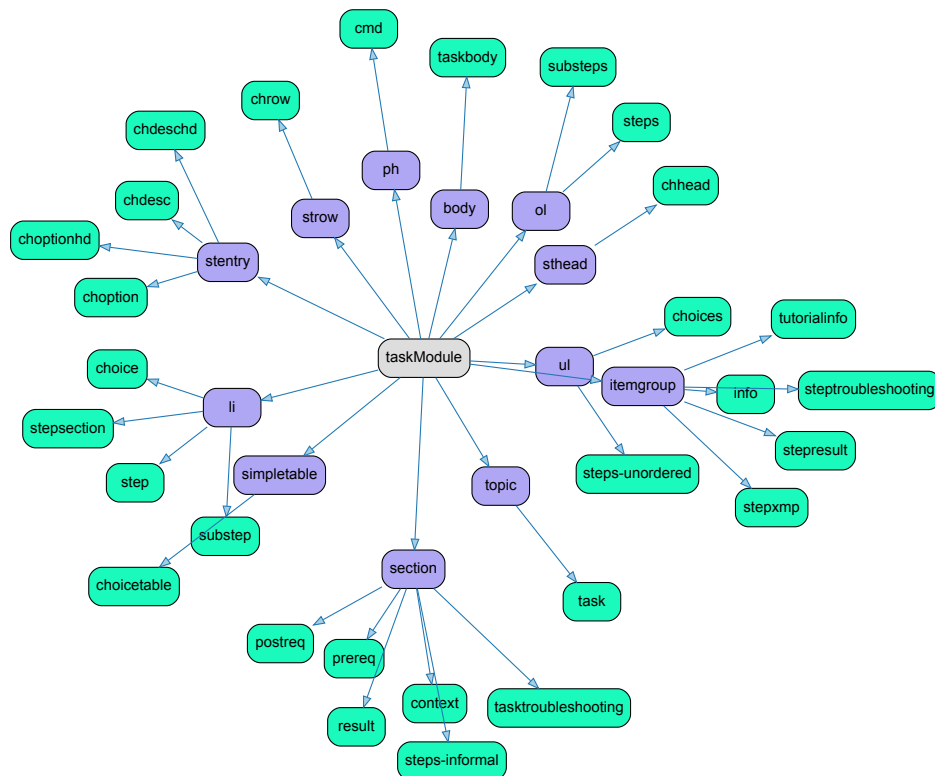 cmd
taskbody
substeps
chrow
steps
chdeschd
ph
chhead
chdesc
body
ol
strow
choptionhd
stentry
sthead
choption
choices
tutorialinfo
taskModule
choice
ul
itemgroup
info
steptroubleshooting
li
stepsection
stepresult
step
simpletable
topic
steps-unordered
stepxmp
substep
section
choicetable
task
postreq
prereq
context
tasktroubleshooting
result
steps-informal